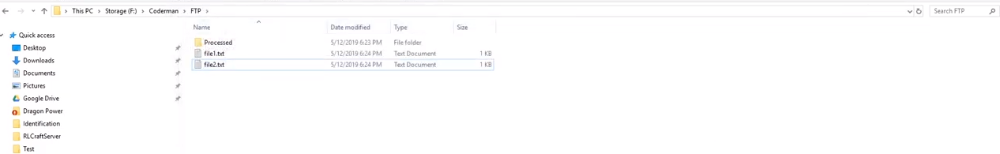 This PC > Storage (F:) > Coderman > FTP >
Search FTP
Name Date modified Type Size
Quick access
Desktop
Downloads
Documents
Pictures
Google Drive
Dragon Power
Identification
RLCraftServer
Test
Processed 5/12/2019 6:23 PM File folder
file1.txt 5/12/2019 6:24 PM Text Document 1 KB
file2.txt 5/12/2019 6:24 PM Text Document 1 KB